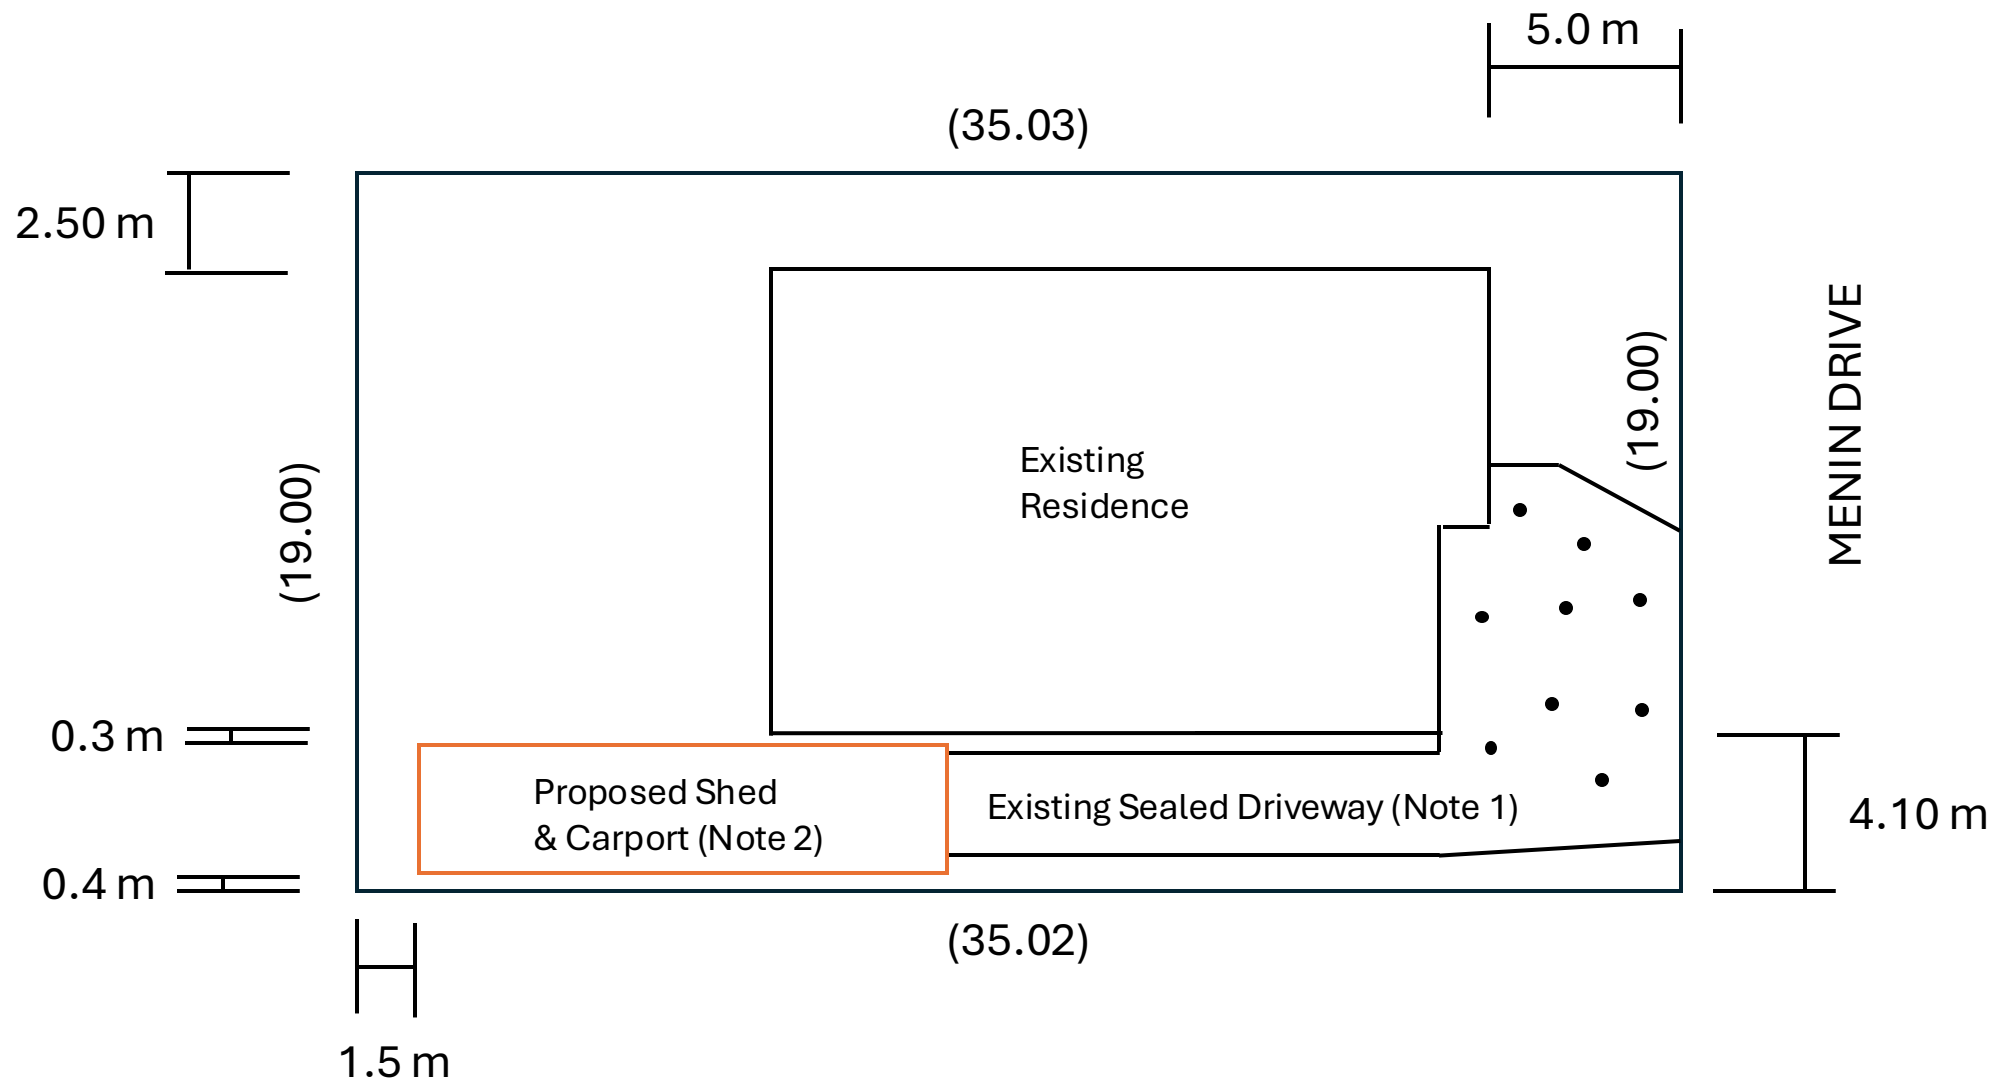 5.0 m
(35.03)
2.50 m
MENIN DRIVE
(19.00)
Existing
Residence
(19.00)
0.3 m
Proposed Shed
& Carport (Note 2)
Existing Sealed Driveway (Note 1)
4.10 m
0.4 m
(35.02)
1.5 m